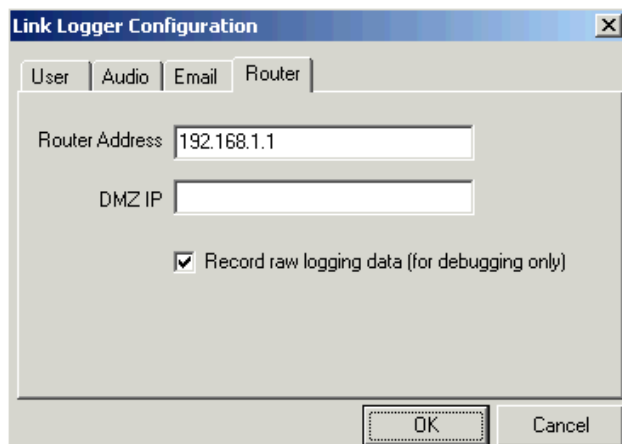 Link Logger Configuration
User Audio Email Router
Router Address 192.168.1.1
DMZ IP
Record raw logging data (for debugging only)
OK Cancel